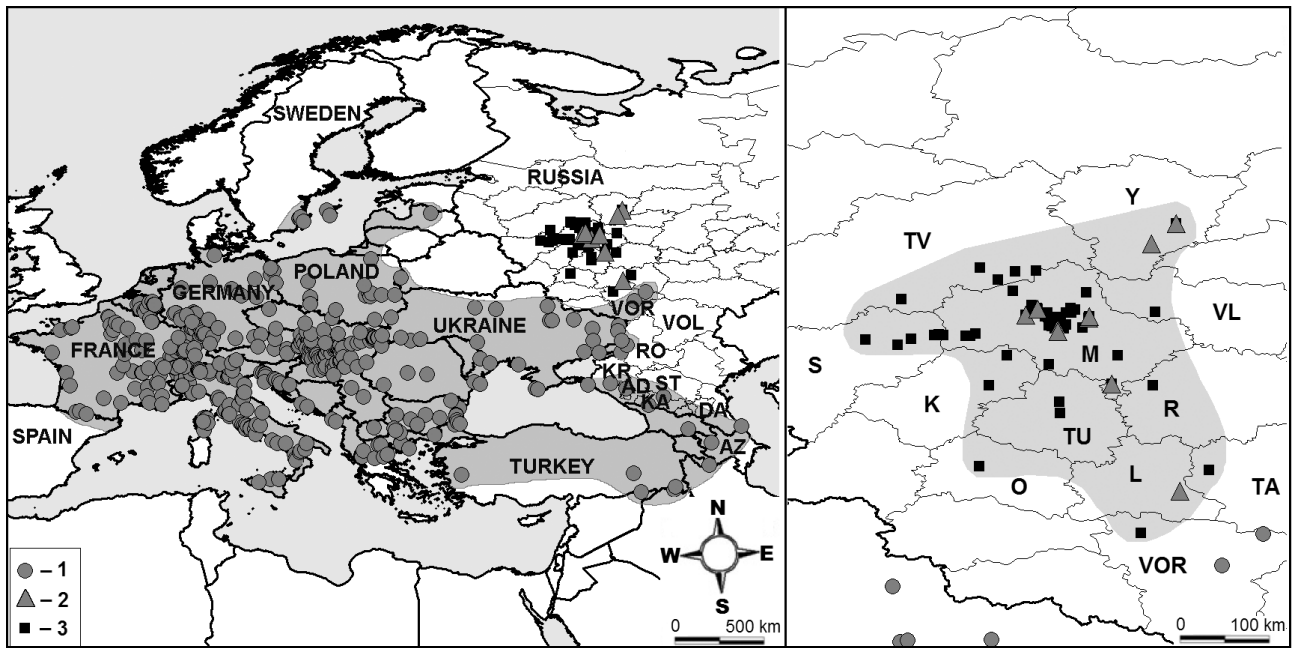 SWEDEN
RUSSIA
POLAND
GERMANY
VOR
VOL
UKRAINE
FRANCE
RO
KR
AD ST
KA
DA
SPAIN
AZ
TURKEY
N
W E
S
– 1
– 2
– 3
0 500 km
Y
TV
VL
S
M
K
R
TU
L
O
TA
VOR
0 100 km